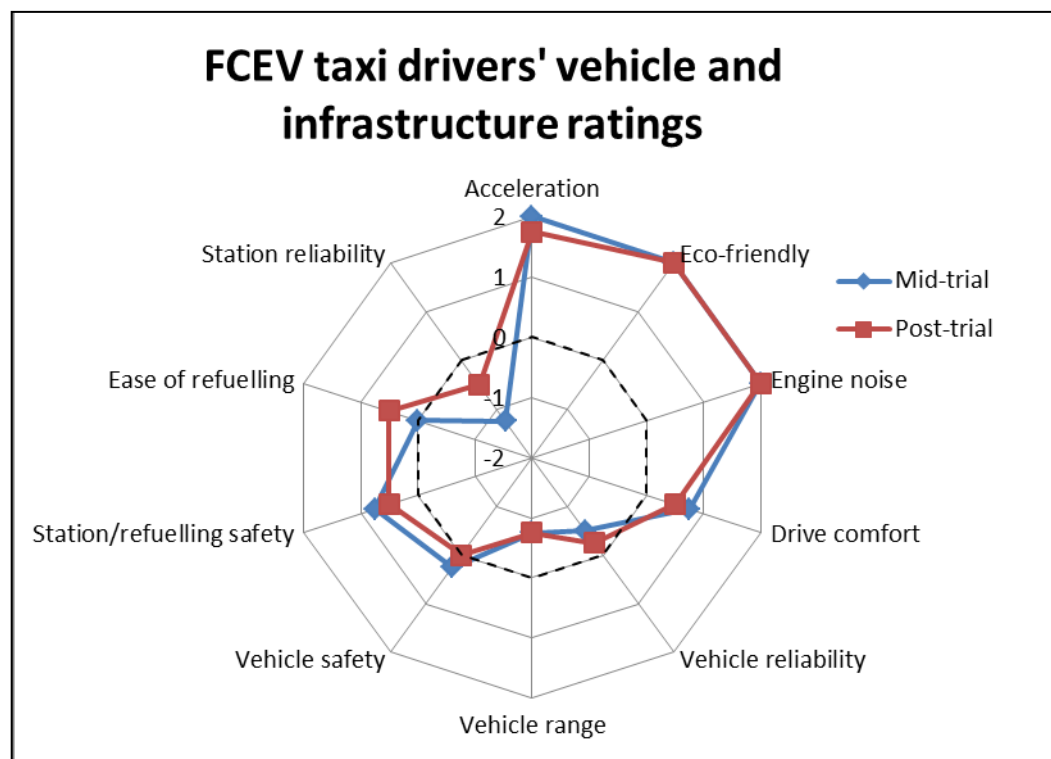 FCEV taxi drivers' vehicle and
infrastructure ratings
Acceleration
Eco-friendly
Engine noise
Drive comfort
Vehicle reliability
Vehicle range
Vehicle safety
Station/refuelling safety
Ease of refuelling
Station reliability
2
1
0
-1
-2
Mid-trial
Post-trial